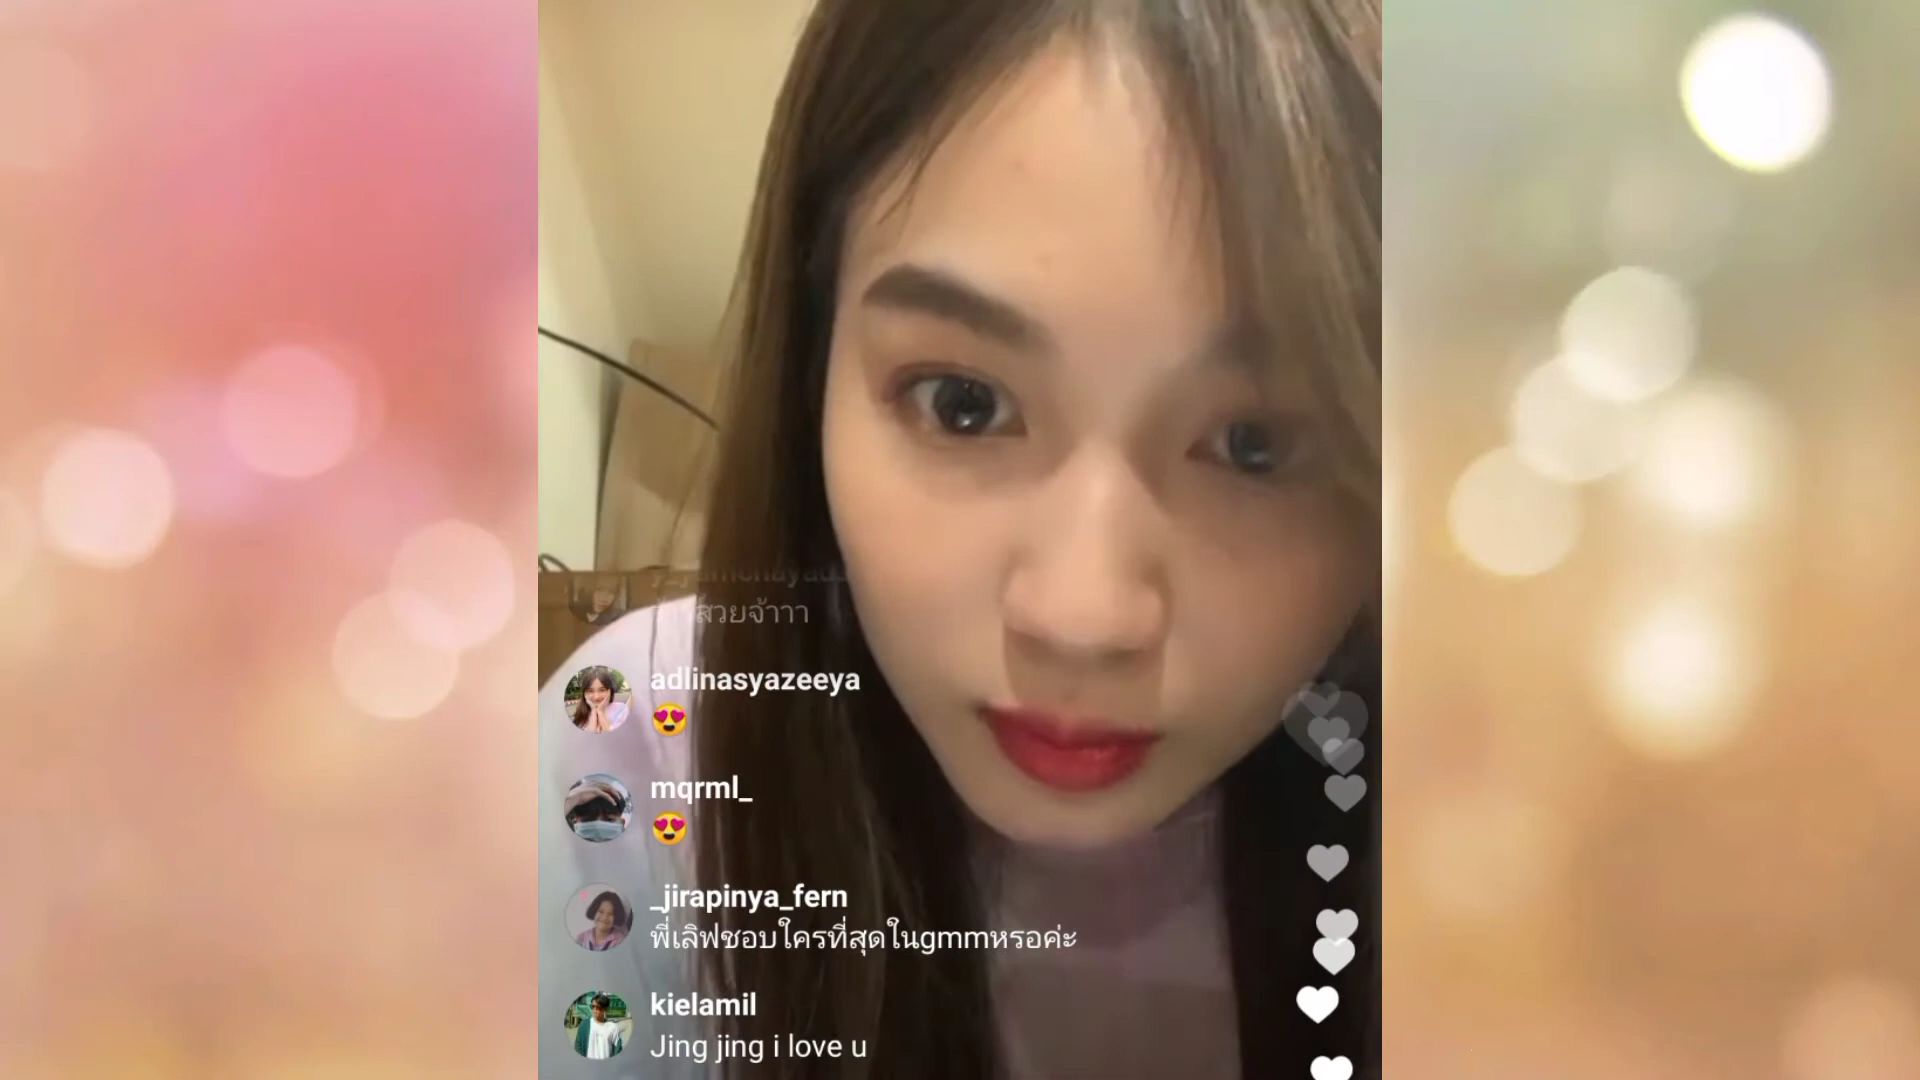 สวยจ้าาา
adlinasyazeeya
😍
mqrml_
😍
_jirapinya_fern
พี่เลิฟชอบใครที่สุดในgmmหรอค่ะ
kielamil
Jing jing i love u